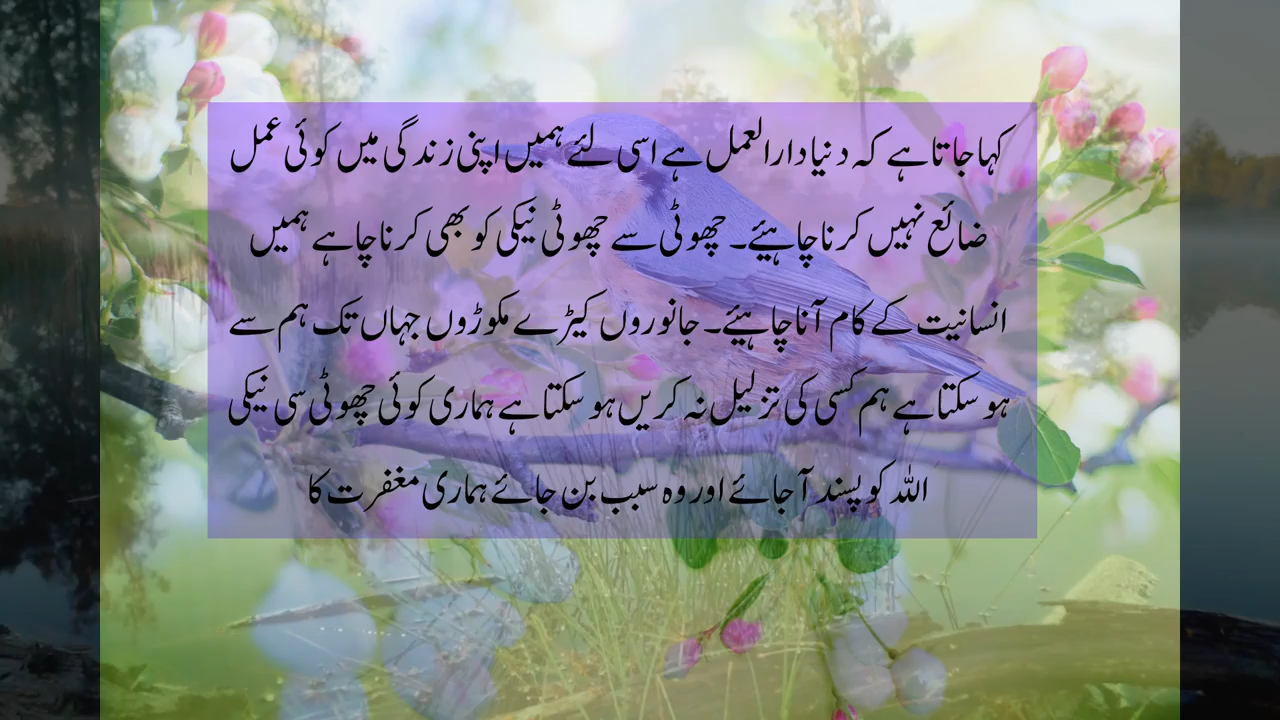 کہا جاتا ہے کہ دنیا دارالعمل ہے اسی لئے ہمیں اپنی زندگی میں کوئی عمل
ضائع نہیں کرنا چاہیئے۔ چھوٹی سے چھوٹی نیکی کو بھی کرنا چاہے ہمیں
انسانیت کے کام آنا چاہیئے۔ جانوروں کیڑے مکوڑوں جہاں تک ہم سے
ہو سکتا ہے ہم کسی کی تزلیل نہ کریں ہو سکتا ہے ہماری کوئی چھوٹی سی نیکی
اللہ کو پسند آجائے اور وہ سبب بن جائے ہماری مغفرت کا